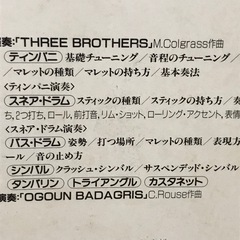 演奏:「THREE BROTHERS」M.Colgrass作曲
ティンパニ 基礎チューニング/音程のチューニング
/マレットの種類/マレットの持ち方/基本奏法
<ティンパニ演奏>
スネア・ドラム スティックの種類/スティックの持ち方/
ち,2つ打ち,ロール,前打音,リム・ショット,ローリング・アクセント,表情
<スネア・ドラム演奏>
バス・ドラム 姿勢/打つ場所/マレットの種類/表現方
ール/音の止め方
シンバル クラッシュ・シンバル/サスペンデッド・シンバル
タンバリン トライアングル カスタネット
演奏:「OGOUN BADAGRIS」C.Rouse作曲